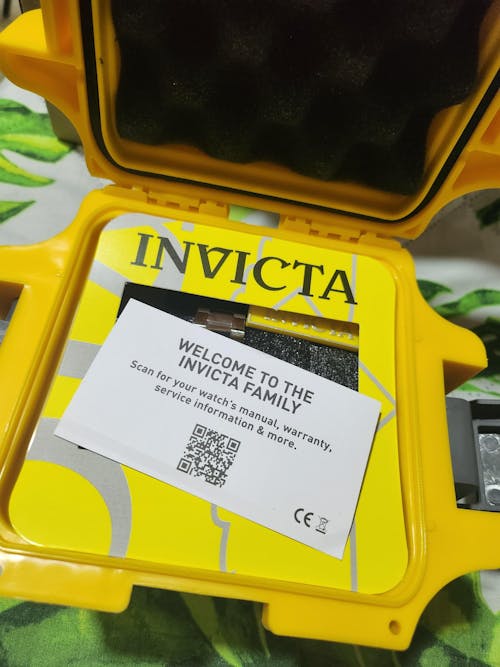 INVICTA
WELCOME TO THE
INVICTA FAMILY
Scan for your watch's manual, warranty,
service information & more.
CE